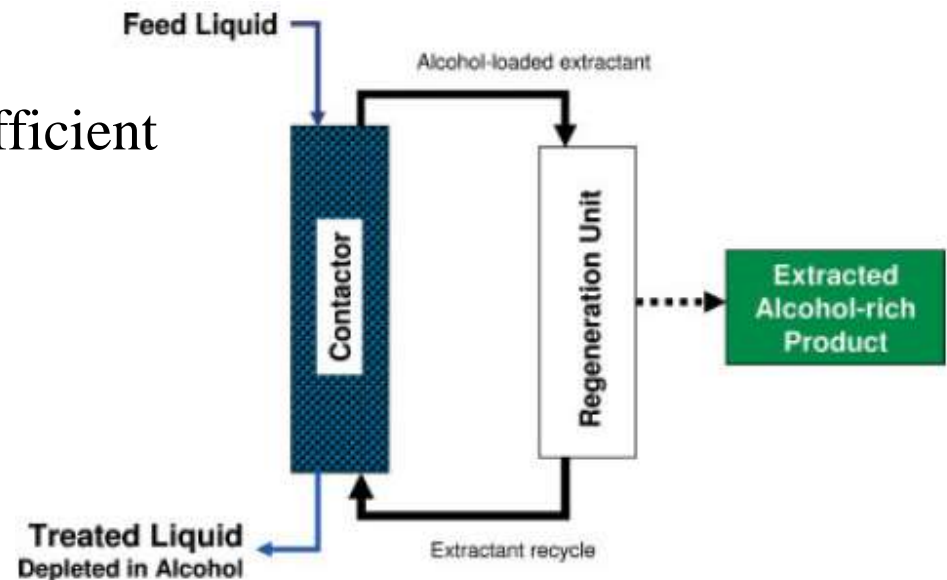 Feed Liquid
Alcohol-loaded extractant
fficient
Contactor
Regeneration Unit
Extracted
Alcohol-rich
Product
Treated Liquid
Depleted in Alcohol
Extractant recycle